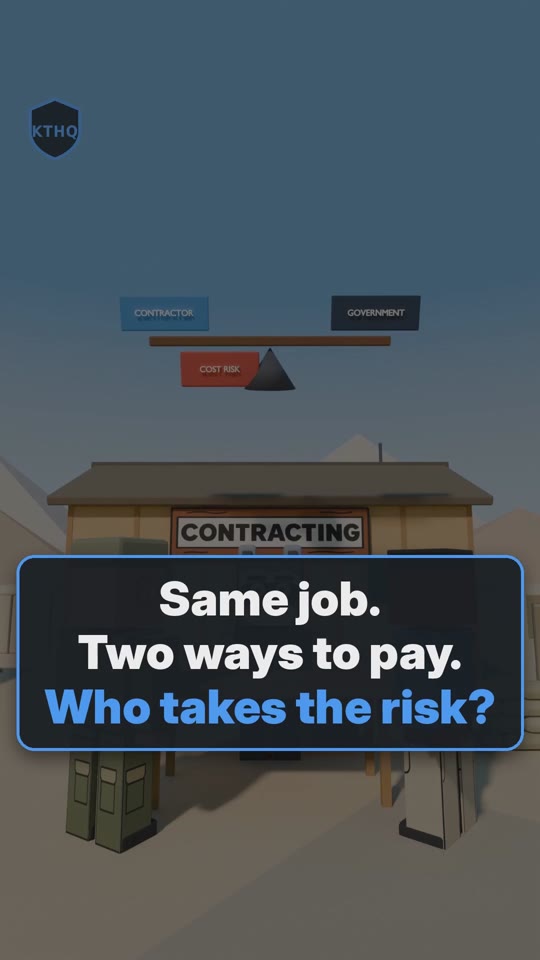 KTHQ
CONTRACTOR
GOVERNMENT
COST RISK
CONTRACTING
Same job.
Two ways to pay.
Who takes the risk?